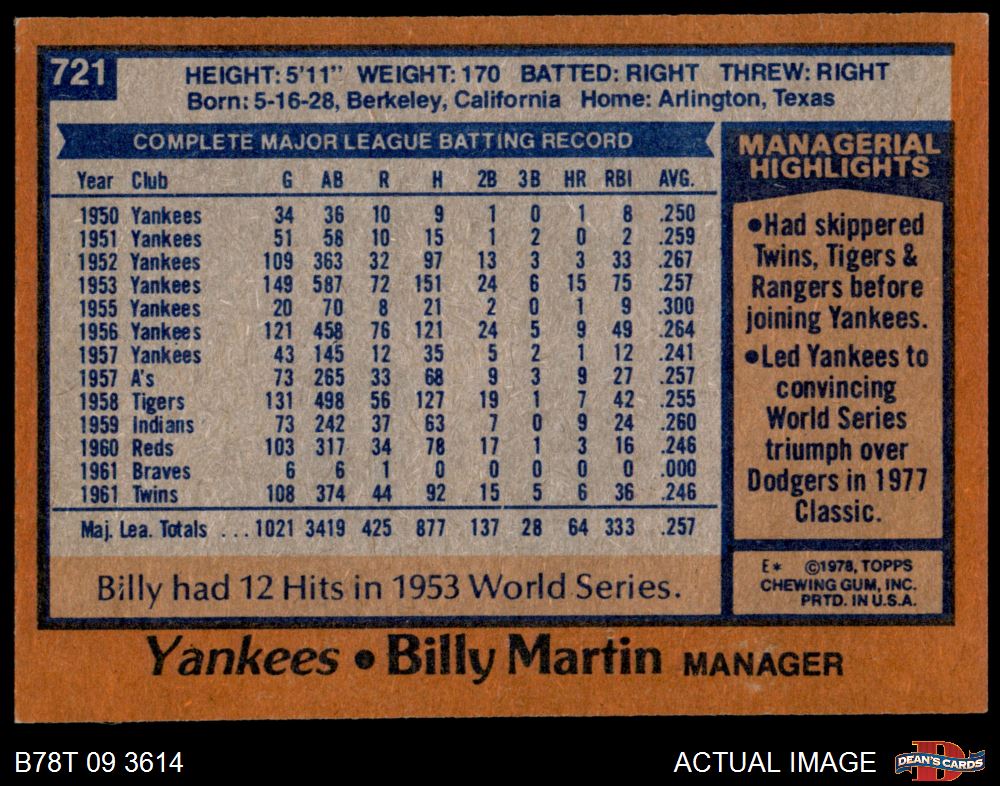 721
HEIGHT: 5'11" WEIGHT: 170 BATTED: RIGHT THREW: RIGHT
Born: 5-16-28, Berkeley, California Home: Arlington, Texas
COMPLETE MAJOR LEAGUE BATTING RECORD
Year Club G AB R H 2B 3B HR RBI AVG.
1950 Yankees 34 36 10 9 1 0 1 8 .250
1951 Yankees 51 58 10 15 1 2 0 2 .259
1952 Yankees 109 363 32 97 13 3 3 33 .267
1953 Yankees 149 587 72 151 24 6 15 75 .257
1955 Yankees 20 70 8 21 2 0 1 9 .300
1956 Yankees 121 458 76 121 24 5 9 49 .264
1957 Yankees 43 145 12 35 5 2 1 12 .241
1957 A's 73 265 33 68 9 3 9 27 .257
1958 Tigers 131 498 56 127 19 1 7 42 .255
1959 Indians 73 242 37 63 7 0 9 24 .260
1960 Reds 103 317 34 78 17 1 3 16 .246
1961 Braves 6 6 1 0 0 0 0 0 .000
1961 Twins 108 374 44 92 15 5 6 36 .246
Maj. Lea. Totals ... 1021 3419 425 877 137 28 64 333 .257
Billy had 12 Hits in 1953 World Series.
MANAGERIAL
HIGHLIGHTS
•Had skippered
Twins, Tigers &
Rangers before
joining Yankees.
•Led Yankees to
convincing
World Series
triumph over
Dodgers in 1977
Classic.
E* ©1978, TOPPS
CHEWING GUM, INC.
PRTD. IN U.S.A.
Yankees • Billy Martin MANAGER
B78T 09 3614
ACTUAL IMAGE
D
DEAN'S CARDS